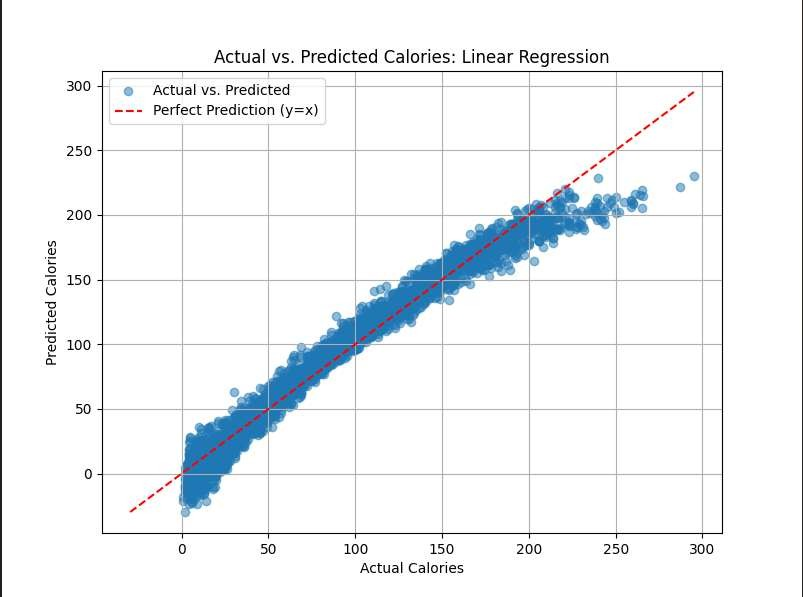 Actual vs. Predicted Calories: Linear Regression
Actual vs. Predicted
Perfect Prediction (y=x)
300
250
200
150
100
50
0
Predicted Calories
0 50 100 150 200 250 300
Actual Calories